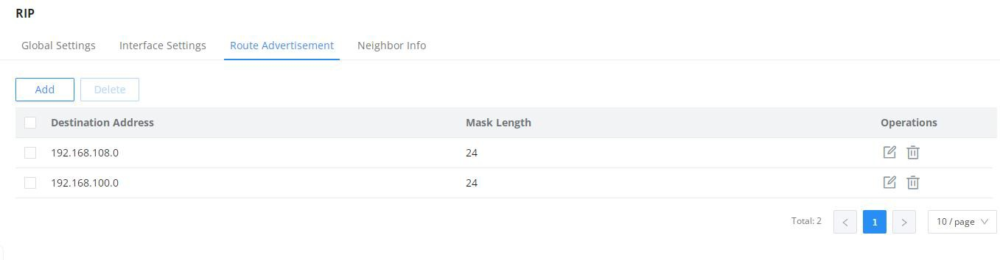 RIP
Global Settings Interface Settings Route Advertisement Neighbor Info
Add Delete
Destination Address Mask Length Operations
192.168.108.0 24
192.168.100.0 24
Total: 2 < 1 > 10 / page